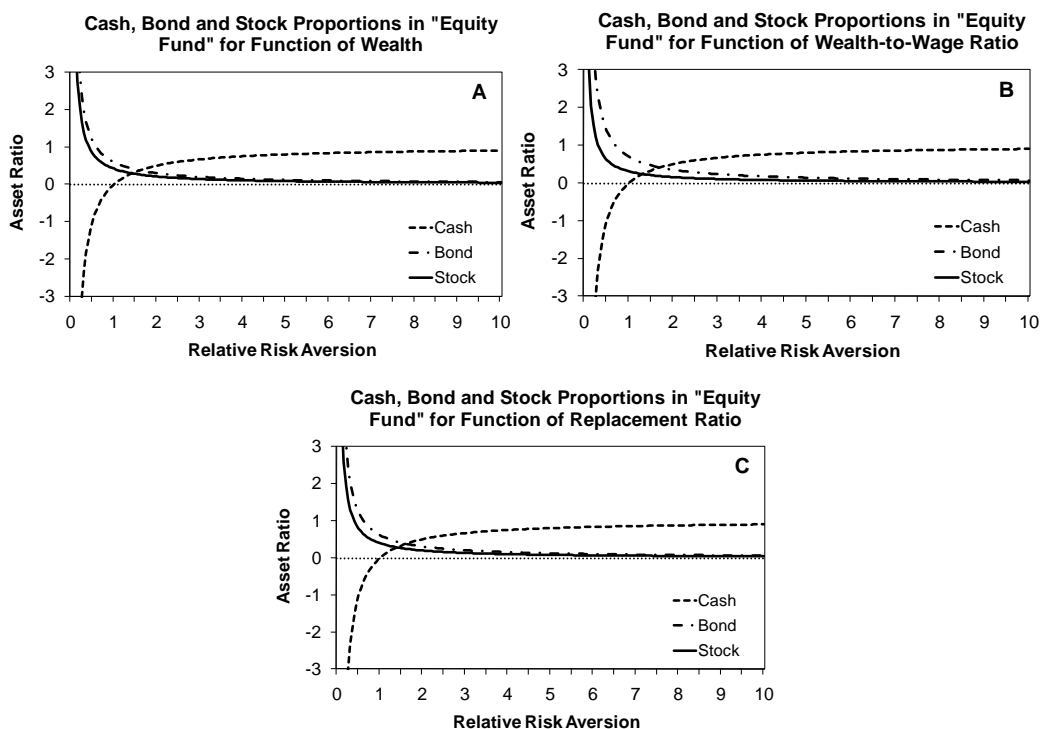 Cash, Bond and Stock Proportions in "Equity
Fund" for Function of Wealth
A
3
2
1
0
-1
-2
-3
Asset Ratio
Cash
Bond
Stock
0 1 2 3 4 5 6 7 8 9 10
Relative Risk Aversion
Cash, Bond and Stock Proportions in "Equity
Fund" for Function of Wealth-to-Wage Ratio
B
3
2
1
0
-1
-2
-3
Asset Ratio
Cash
Bond
Stock
0 1 2 3 4 5 6 7 8 9 10
Relative Risk Aversion
Cash, Bond and Stock Proportions in "Equity
Fund" for Function of Replacement Ratio
C
3
2
1
0
-1
-2
-3
Asset Ratio
Cash
Bond
Stock
0 1 2 3 4 5 6 7 8 9 10
Relative Risk Aversion